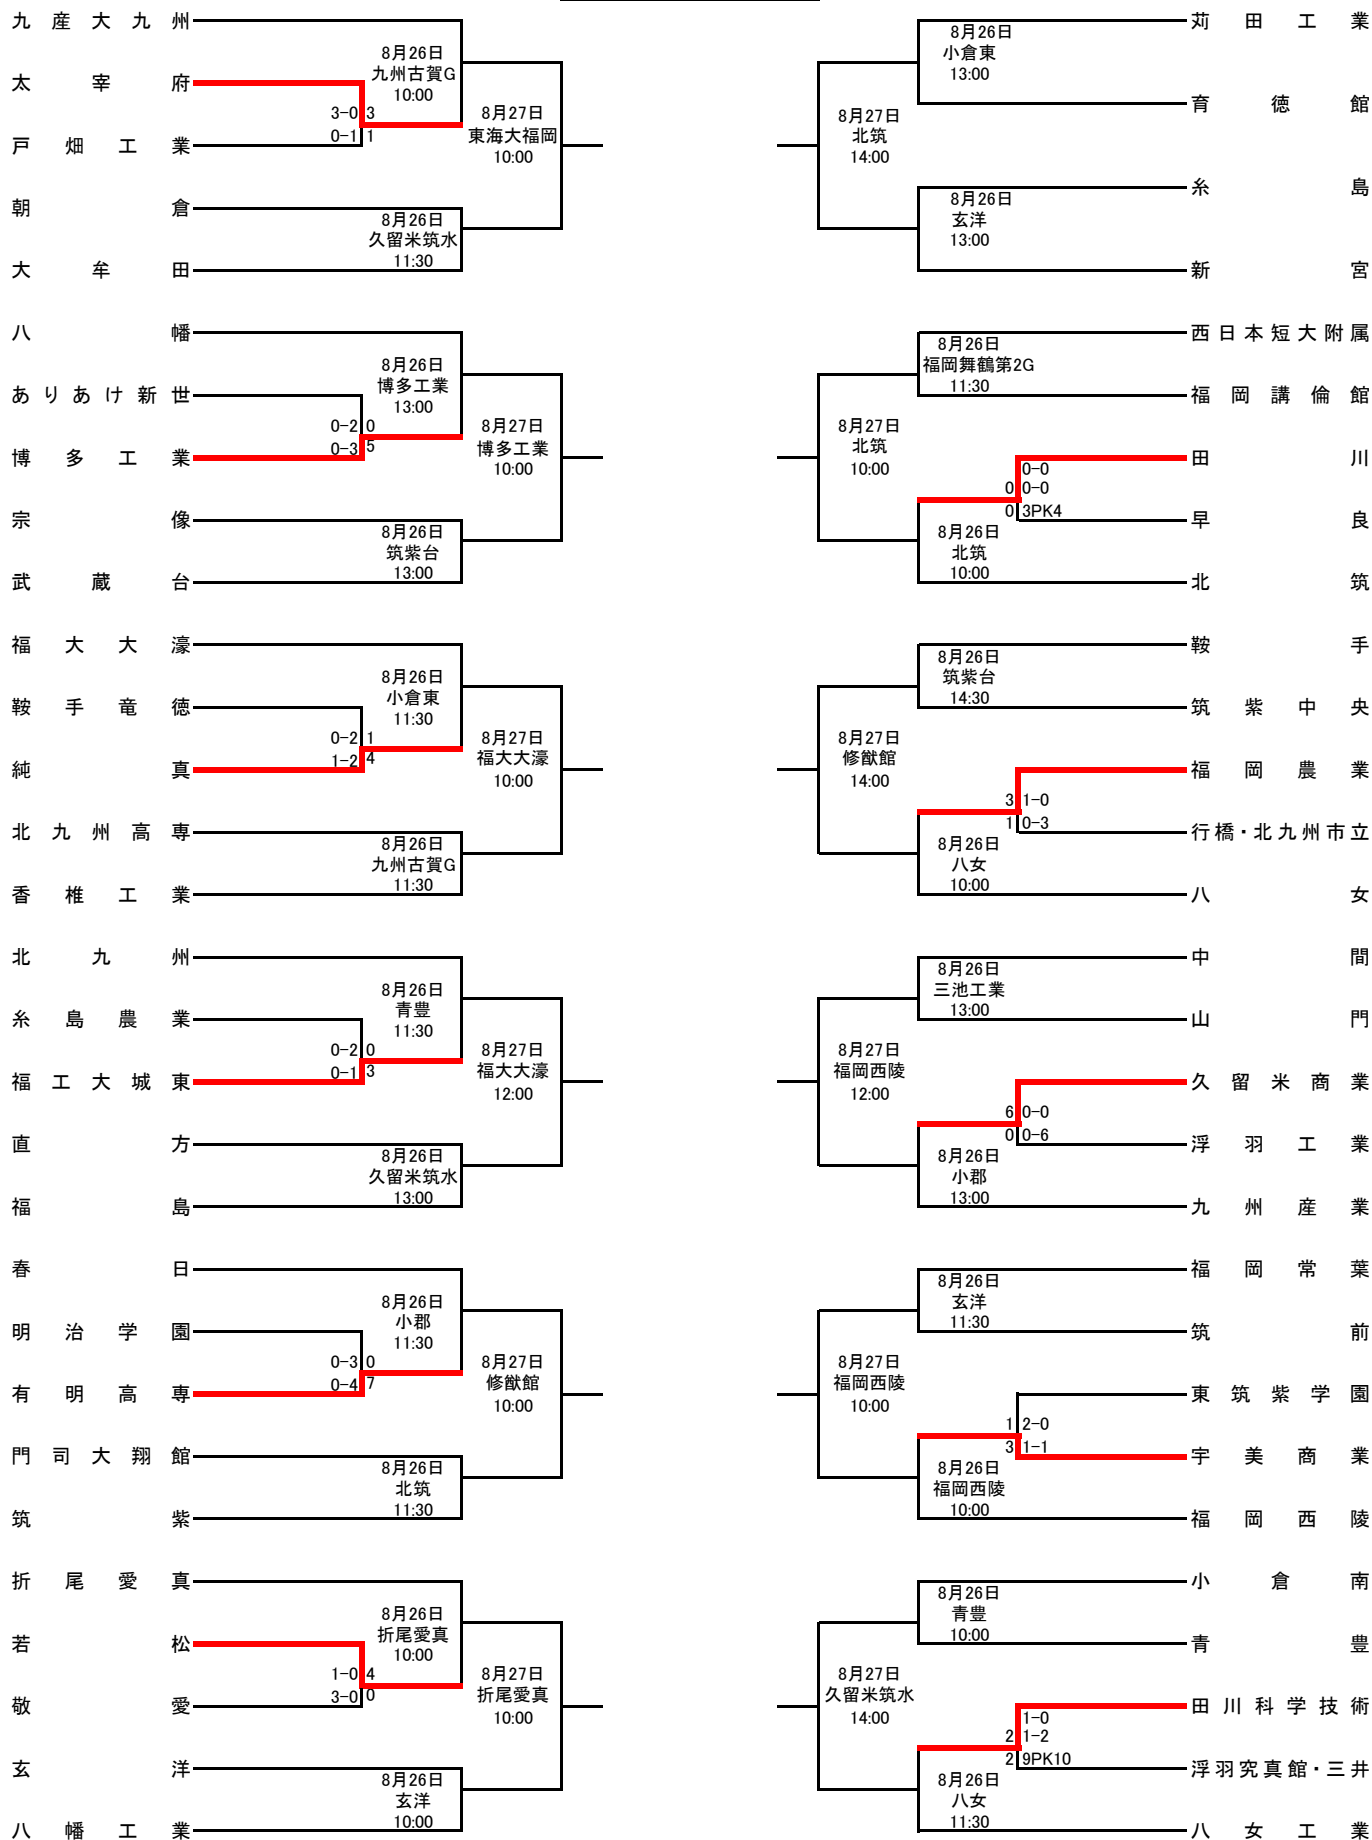 九産大九州
8月26日
九州古賀G
10:00
太宰府
3-0 3
0-1 1
戸畑工業
8月27日
東海大福岡
10:00
朝倉
8月26日
久留米筑水
11:30
大牟田
八幡
8月26日
博多工業
13:00
ありあけ新世
0-2 0
0-3 5
博多工業
8月27日
博多工業
10:00
宗像
8月26日
筑紫台
13:00
武蔵台
福大大濠
8月26日
小倉東
11:30
鞍手竜徳
0-2 1
1-2 4
純真
8月27日
福大大濠
10:00
北九州高専
8月26日
九州古賀G
11:30
香椎工業
北九州
8月26日
青豊
11:30
糸島農業
0-2 0
0-1 3
福工大城東
8月27日
福大大濠
12:00
直方
8月26日
久留米筑水
13:00
福島
春日
8月26日
小郡
11:30
明治学園
0-3 0
0-4 7
有明高専
8月27日
修猷館
10:00
門司大翔館
8月26日
北筑
11:30
筑紫
折尾愛真
8月26日
折尾愛真
10:00
若松
1-0 4
3-0 0
敬愛
8月27日
折尾愛真
10:00
玄洋
8月26日
玄洋
10:00
八幡工業
苅田工業
8月26日
小倉東
13:00
育徳館
8月27日
北筑
14:00
糸島
8月26日
玄洋
13:00
新宮
西日本短大附属
8月26日
福岡舞鶴第2G
11:30
福岡講倫館
8月27日
北筑
10:00
田川
0-0
0 0-0
0 3PK4
早良
8月26日
北筑
10:00
北筑
鞍手
8月26日
筑紫台
14:30
筑紫中央
8月27日
修猷館
14:00
福岡農業
3 1-0
1 0-3
行橋・北九州市立
8月26日
八女
10:00
八女
中間
8月26日
三池工業
13:00
山門
8月27日
福岡西陵
12:00
久留米商業
6 0-0
0 0-6
浮羽工業
8月26日
小郡
13:00
九州産業
福岡常葉
8月26日
玄洋
11:30
筑前
8月27日
福岡西陵
10:00
東筑紫学園
1 2-0
3 1-1
宇美商業
8月26日
福岡西陵
10:00
福岡西陵
小倉南
8月26日
青豊
10:00
青豊
8月27日
久留米筑水
14:00
田川科学技術
1-0
2 1-2
2 9PK10
浮羽究真館・三井
8月26日
八女
11:30
八女工業